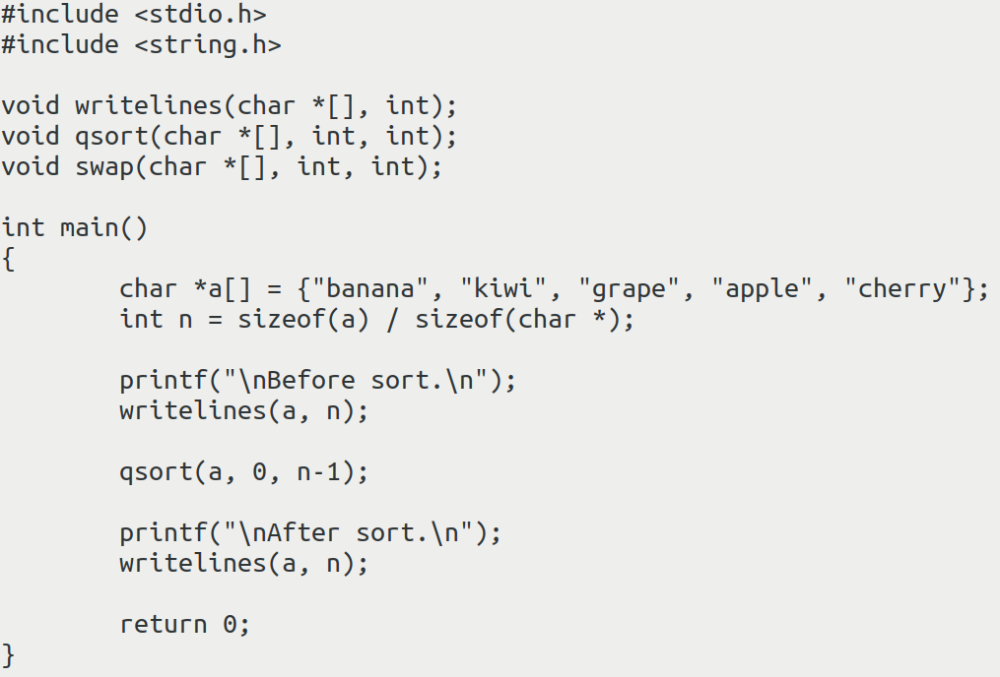 #include <stdio.h>
#include <string.h>

void writelines(char *[], int);
void qsort(char *[], int, int);
void swap(char *[], int, int);

int main()
{
        char *a[] = {"banana", "kiwi", "grape", "apple", "cherry"};
        int n = sizeof(a) / sizeof(char *);

        printf("\nBefore sort.\n");
        writelines(a, n);

        qsort(a, 0, n-1);

        printf("\nAfter sort.\n");
        writelines(a, n);

        return 0;
}